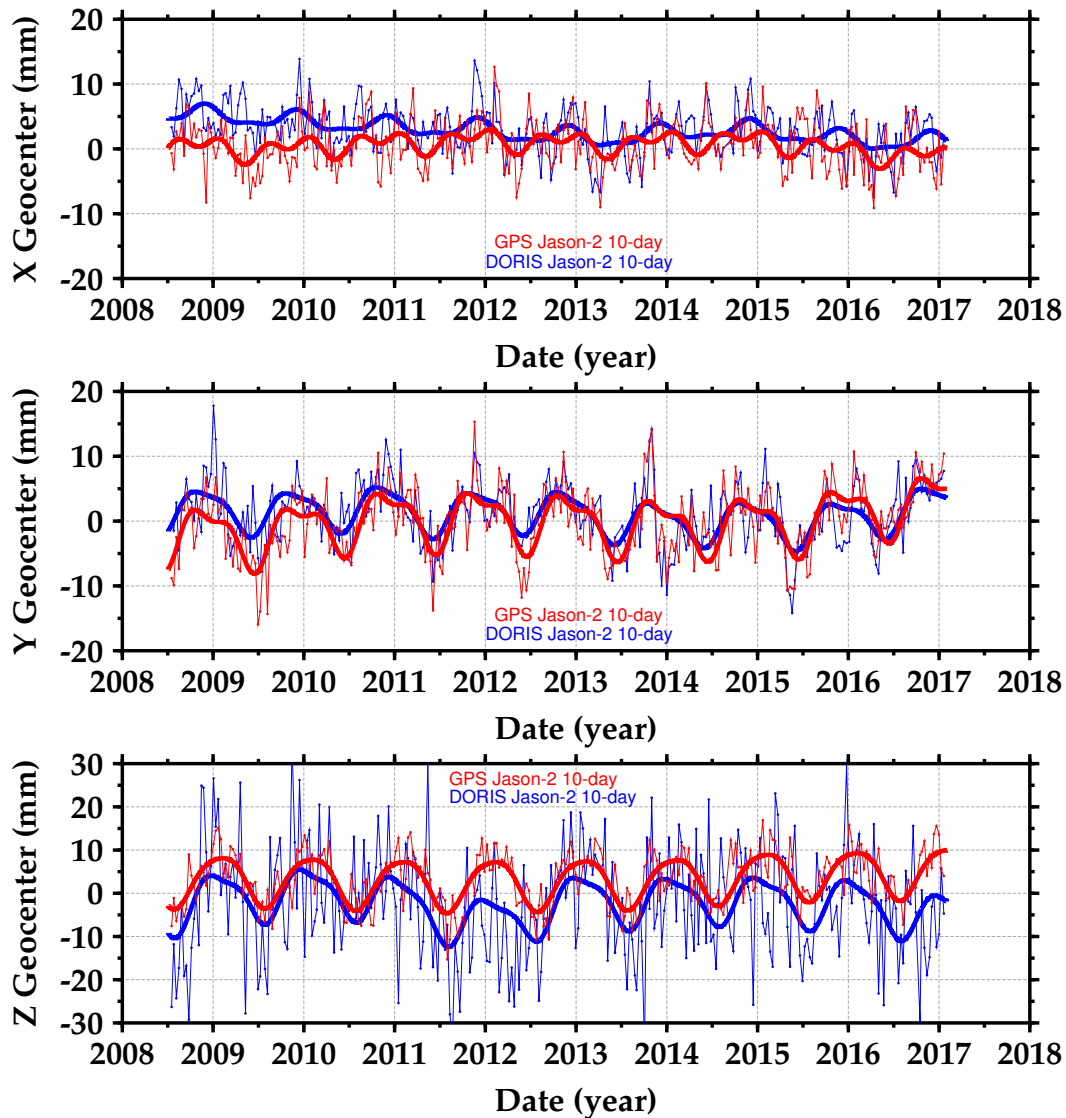 20
10
0
-10
-20
X Geocenter (mm)
GPS Jason-2 10-day
DORIS Jason-2 10-day
2008 2009 2010 2011 2012 2013 2014 2015 2016 2017 2018
Date (year)
20
10
0
-10
-20
Y Geocenter (mm)
GPS Jason-2 10-day
DORIS Jason-2 10-day
2008 2009 2010 2011 2012 2013 2014 2015 2016 2017 2018
Date (year)
30
20
10
0
-10
-20
-30
Z Geocenter (mm)
GPS Jason-2 10-day
DORIS Jason-2 10-day
2008 2009 2010 2011 2012 2013 2014 2015 2016 2017 2018
Date (year)